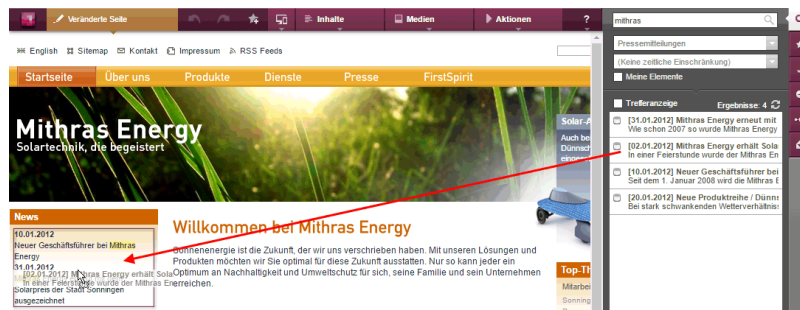 Veränderte Seite
Inhalte
Medien
Aktionen
?
English
Sitemap
Kontakt
Impressum
RSS Feeds
Startseite
Über uns
Produkte
Dienste
Presse
FirstSpirit
Mithras Energy
Solartechnik, die begeistert
Solar-A
Auch be
Dünnsch
News
10.01.2012
Neuer Geschäftsführer bei Mithras
Energy
31.01.2012
[02.01.2012] Mithras Energy erhält Sola
In einer Feierstunde wurde der Mithras En
Solarpreis der Stadt Sonningen
ausgezeichnet
Willkommen bei Mithras Energy
Sonnenenergie ist die Zukunft, der wir uns verschrieben haben. Mit unseren Lösungen und
Produkten möchten wir Sie optimal für diese Zukunft ausstatten. Nur so kann jeder ein
Optimum an Nachhaltigkeit und Umweltschutz für sich, seine Familie und sein Unternehmen
erreichen.
Top-Th
Mitarbei
Sonning
mithras
Pressemitteilungen
(Keine zeitliche Einschränkung)
Meine Elemente
Trefferanzeige
Ergebnisse: 4
[31.01.2012] Mithras Energy erneut mit
Wie schon 2007 so wurde Mithras Energy
[02.01.2012] Mithras Energy erhält Sola
In einer Feierstunde wurde der Mithras En
[10.01.2012] Neuer Geschäftsführer bei
Seit dem 1. Januar 2008 wird die Mithras E
[20.01.2012] Neue Produktreihe / Dünns
Bei stark schwankenden Wetterverhältnis